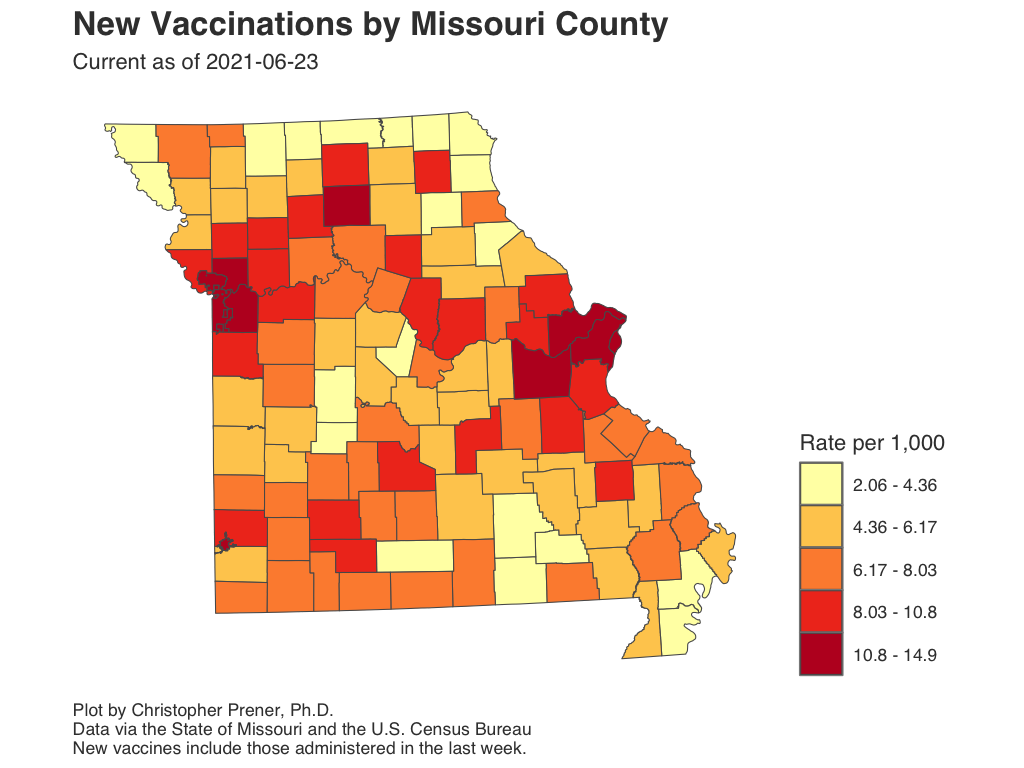 New Vaccinations by Missouri County
Current as of 2021-06-23
Rate per 1,000
2.06 - 4.36
4.36 - 6.17
6.17 - 8.03
8.03 - 10.8
10.8 - 14.9
Plot by Christopher Prener, Ph.D.
Data via the State of Missouri and the U.S. Census Bureau
New vaccines include those administered in the last week.